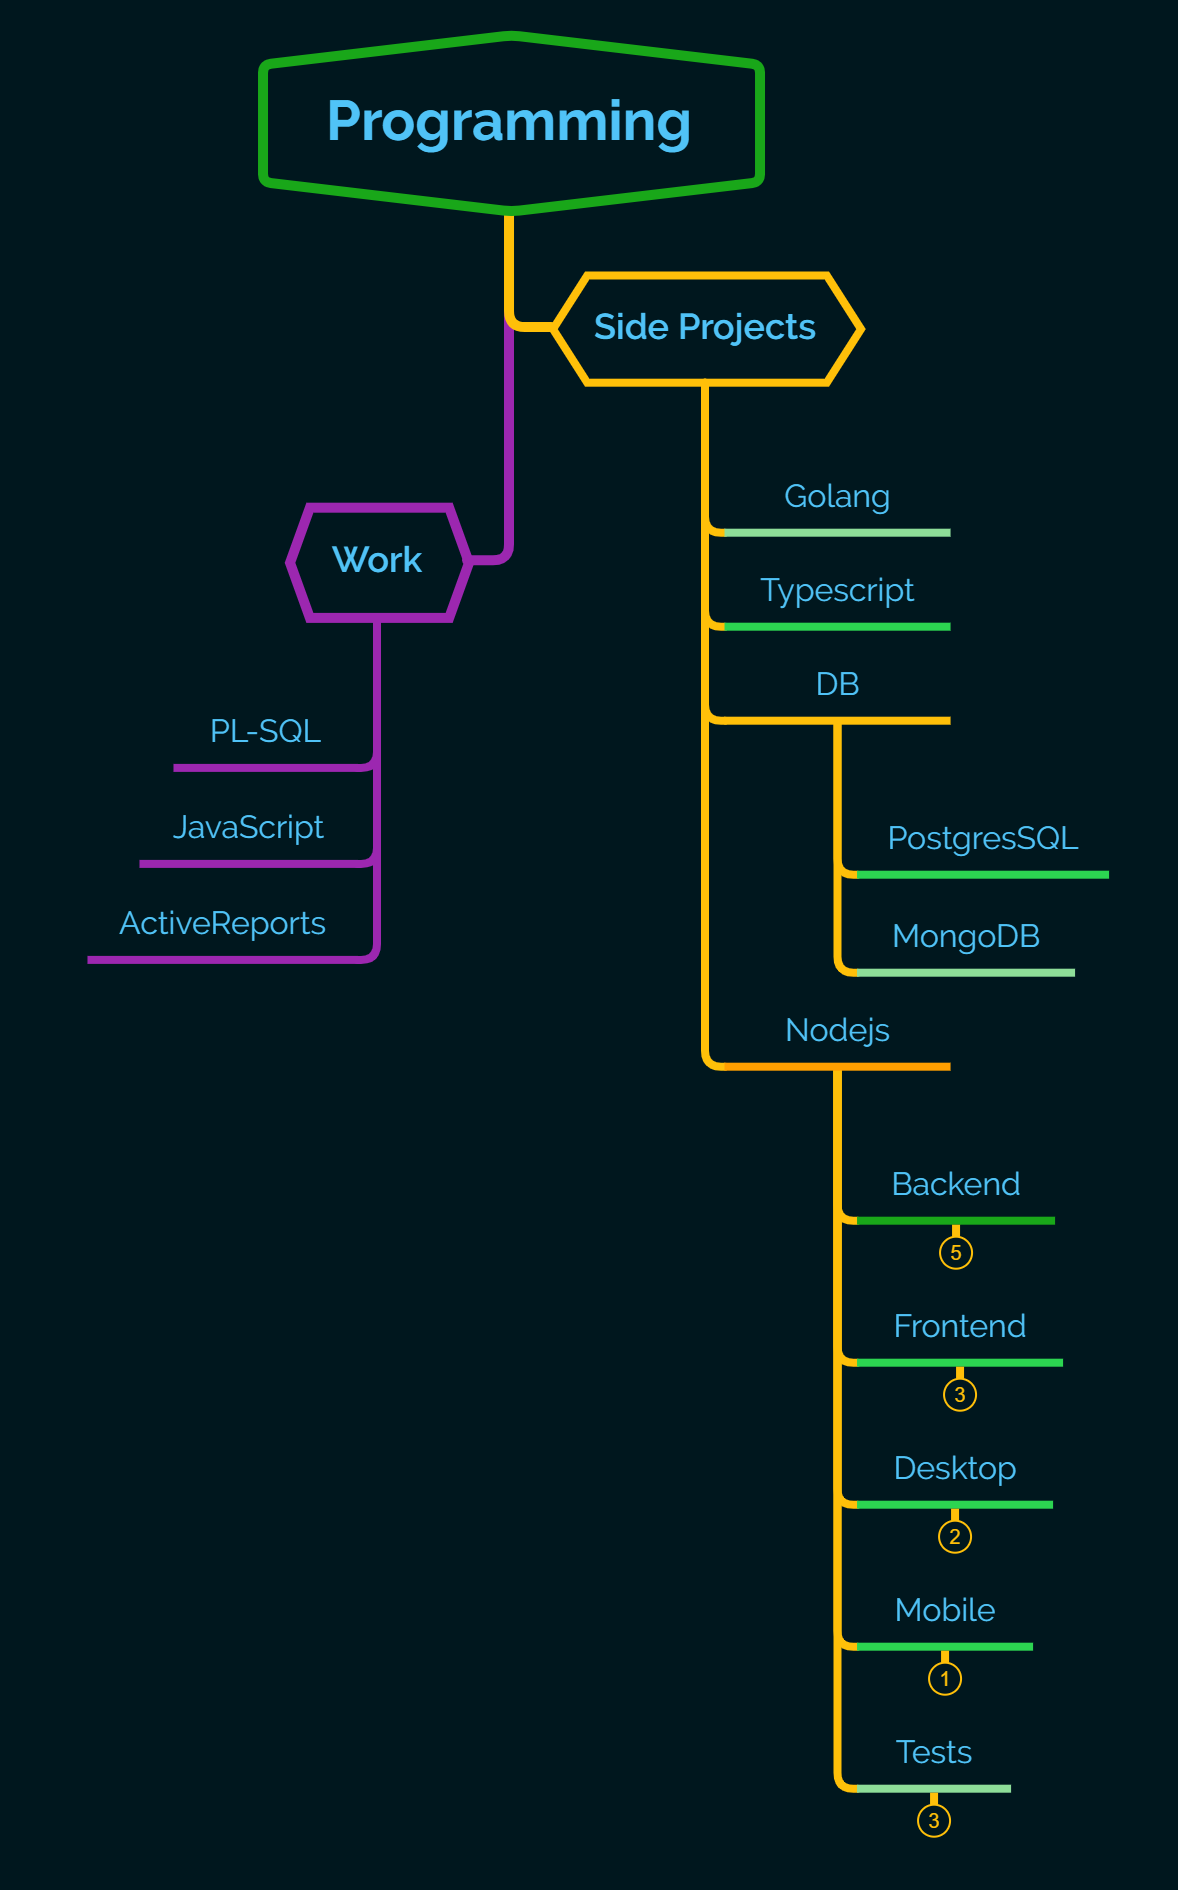 Programming
Side Projects
Work
PL-SQL
JavaScript
ActiveReports
Golang
Typescript
DB
PostgresSQL
MongoDB
Nodejs
Backend
5
Frontend
3
Desktop
2
Mobile
1
Tests
3